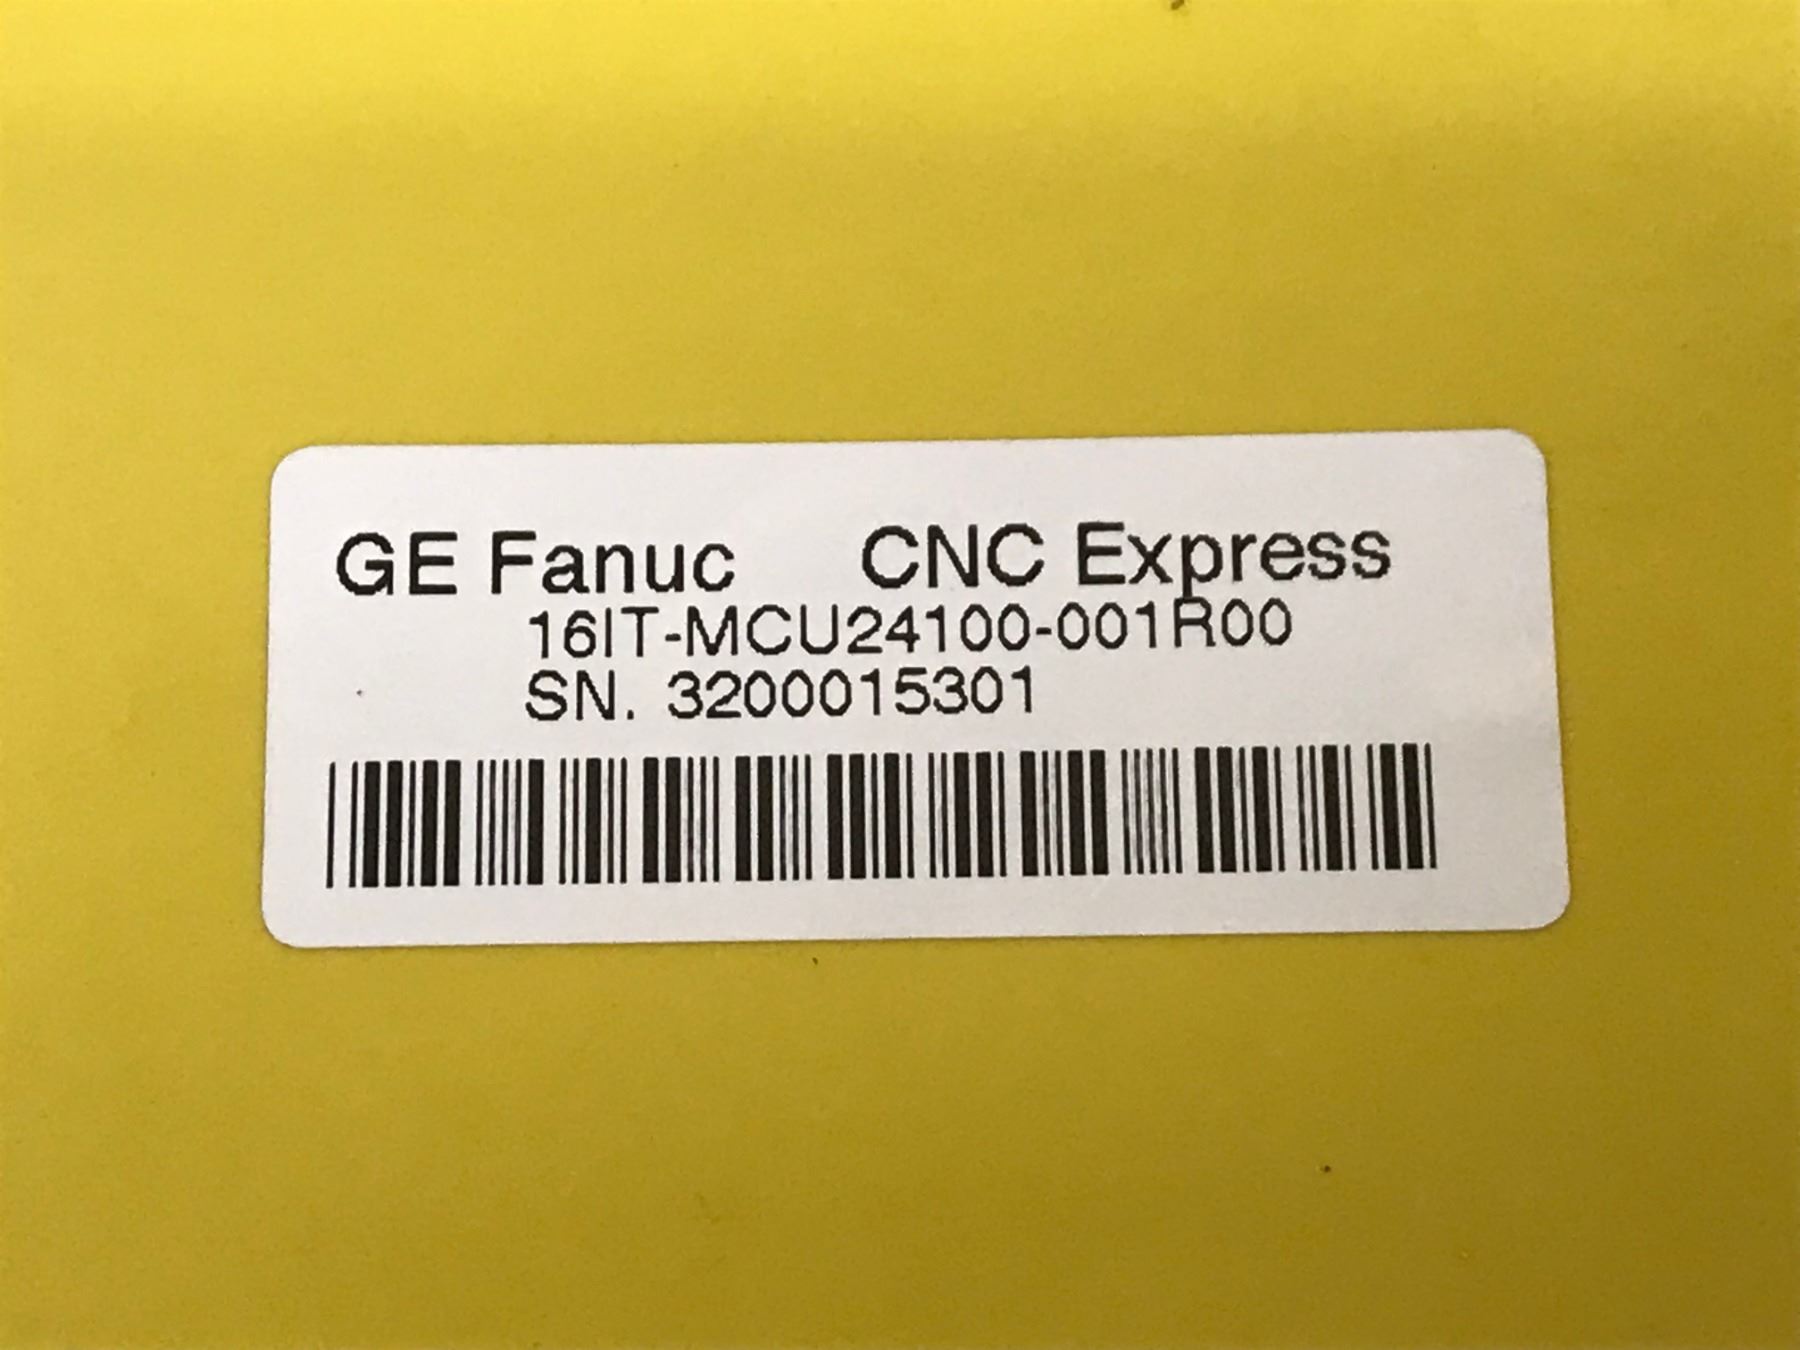 GE Fanuc CNC Express
16IT-MCU24100-001R00
SN. 3200015301